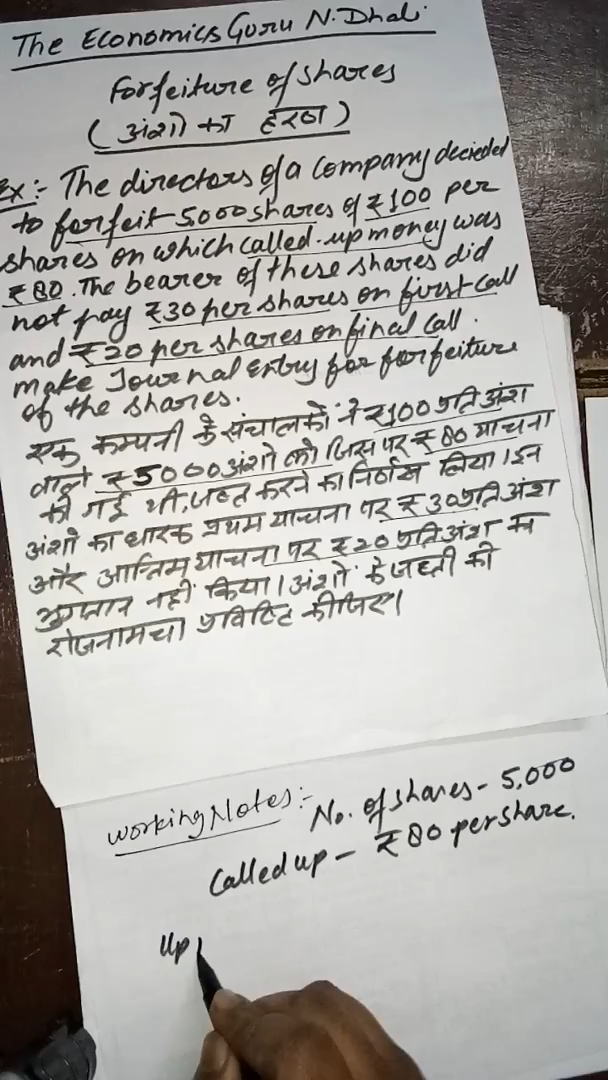 The Economics Guru N. Dhali
Forfeiture of shares
(अंशो का हरण)
Ex:- The directors of a company decieded
to forfeit 5,000 shares of ₹100 per
shares on which called-up money was
₹80. The bearer of these shares did
not pay ₹30 per shares on first call
and ₹20 per shares on final call.
make Journal Entry for forfeiture
of the shares.
एक कम्पनी के संचालकों ने ₹100 प्रति अंश
वाले ₹5000 अंशो को जिस पर ₹80 याचना
की गई थी, जब्त करने का निर्णय लिया। इन
अंशो का धारक प्रथम याचना पर ₹30 प्रति अंश
और अन्तिम याचना पर ₹20 प्रति अंश का
भुगतान नहीं किया। अंशो के जब्ती की
रोजनामचा प्रविष्टि कीजिए।
Working Notes:-
No. of shares - 5,000
Called up - ₹80 per share.
Up